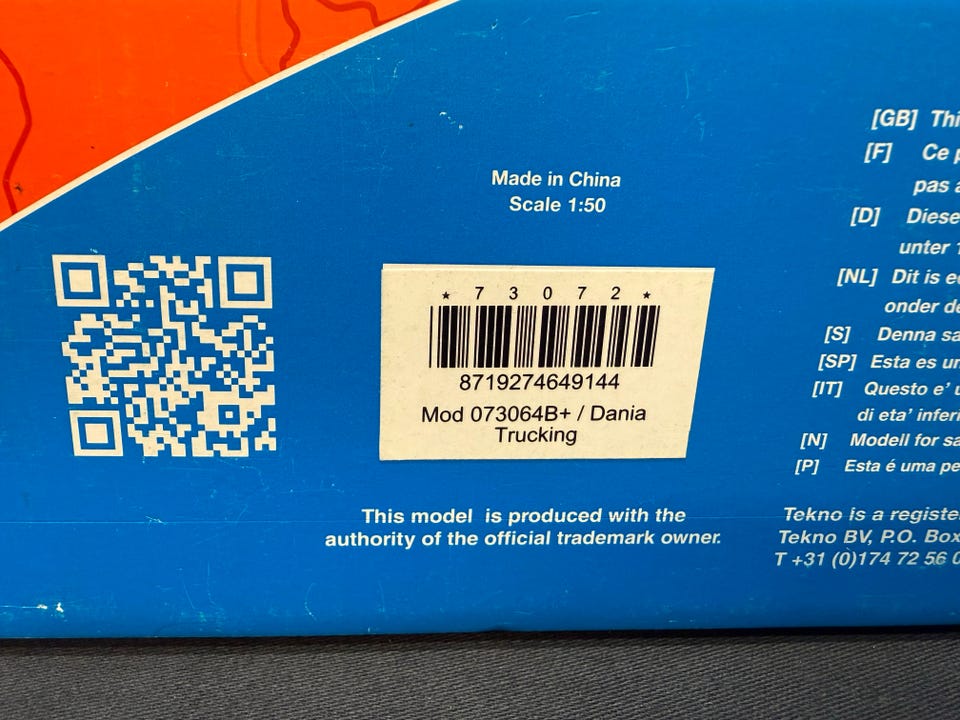 Made in China
Scale 1:50
* 7 3 0 7 2 *
8719274649144
Mod 073064B+ / Dania
Trucking
This model is produced with the
authority of the official trademark owner.
[GB] Thi
[F] Ce p
pas a
[D] Diese
unter 1
[NL] Dit is ee
onder de
[S] Denna sa
[SP] Esta es un
[IT] Questo e' u
di eta' inferi
[N] Modell for sa
[P] Esta é uma pe
Tekno is a register
Tekno BV, P.O. Box
T +31 (0)174 72 56 0